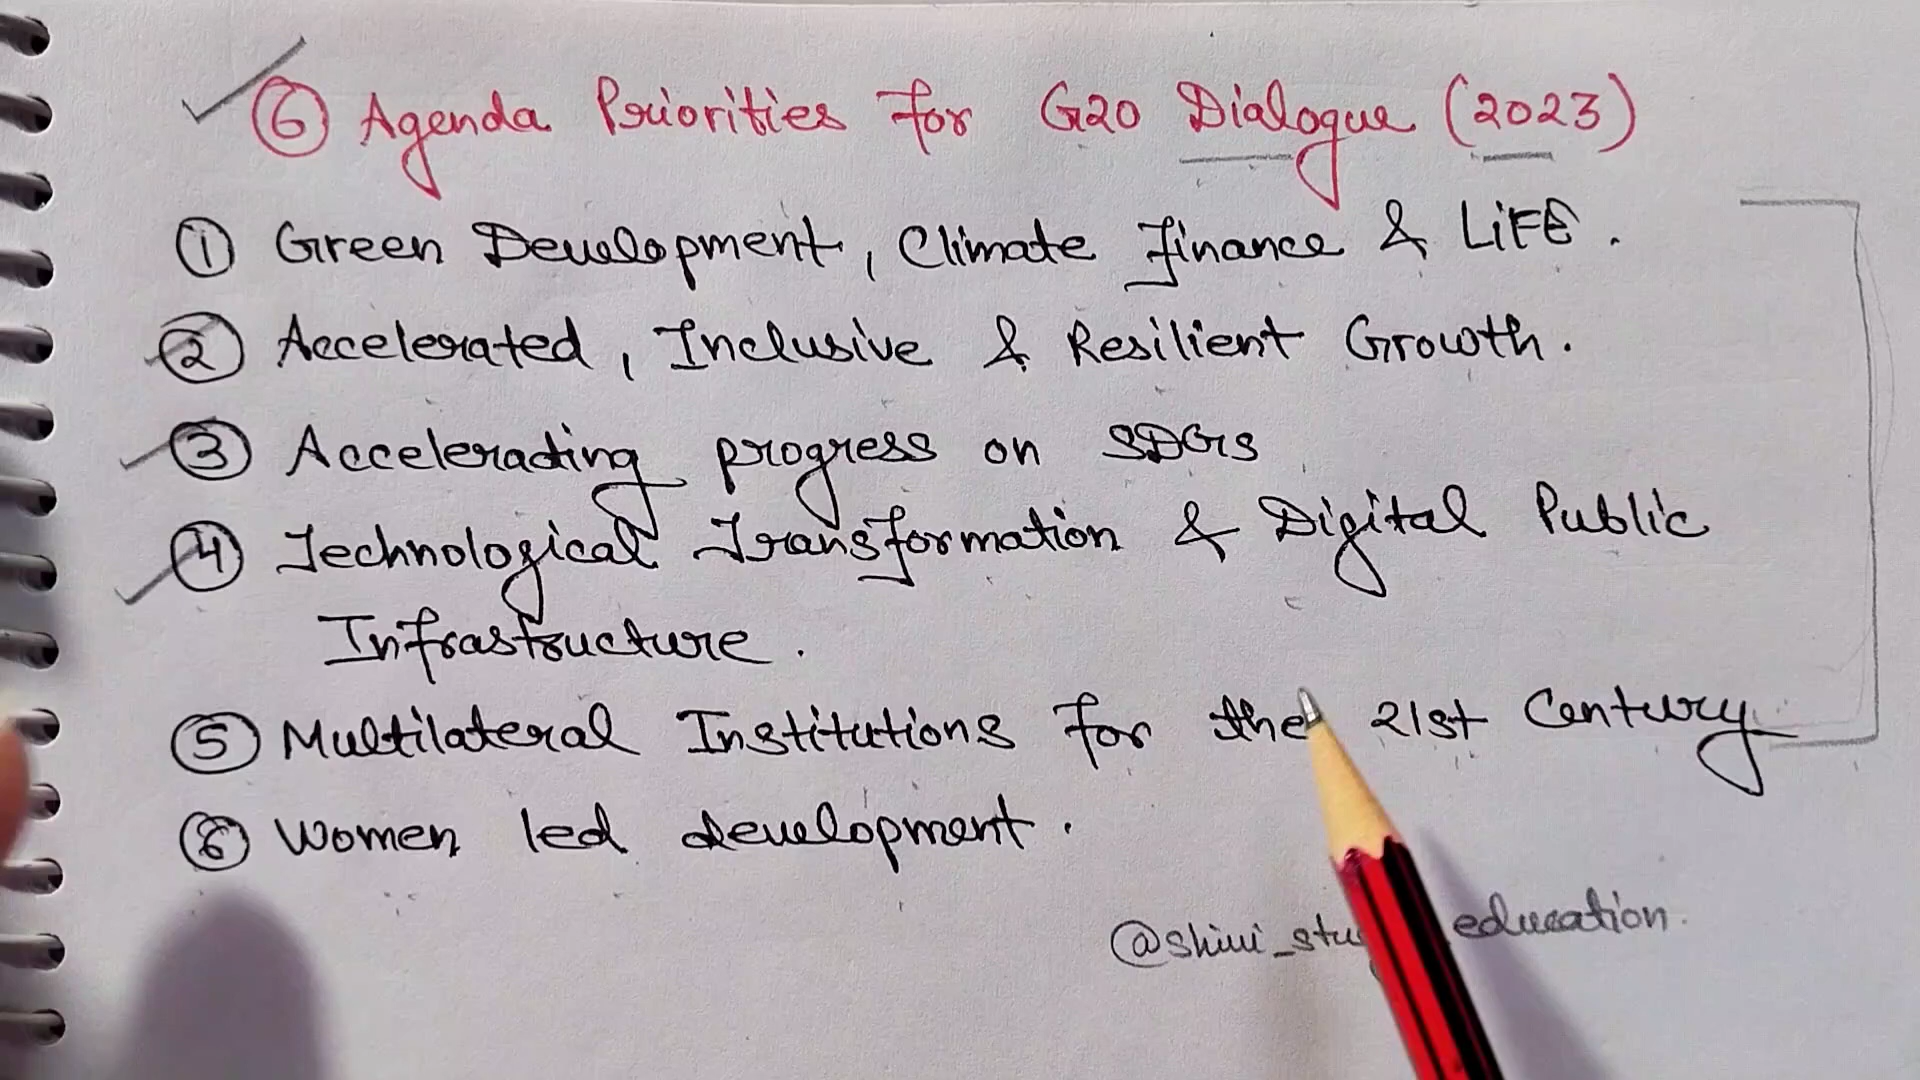 ⑥ Agenda Priorities for G20 Dialogue (2023)
① Green Development, Climate finance & LiFE.
② Accelerated, Inclusive & Resilient Growth.
③ Accelerating progress on SDGs
④ Technological Transformation & Digital Public
Infrastructure.
⑤ Multilateral Institutions for the 21st Century
⑥ Women led development.
education.